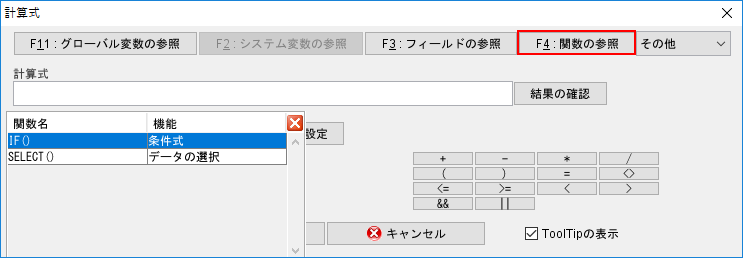 計算式
F11 : グローバル変数の参照
F2 : システム変数の参照
F3 : フィールドの参照
F4 : 関数の参照
その他
計算式
結果の確認
関数名 機能
IF() 条件式
SELECT() データの選択
設定
+ - * /
( ) = <>
<= >= < >
&& ||
キャンセル
ToolTipの表示